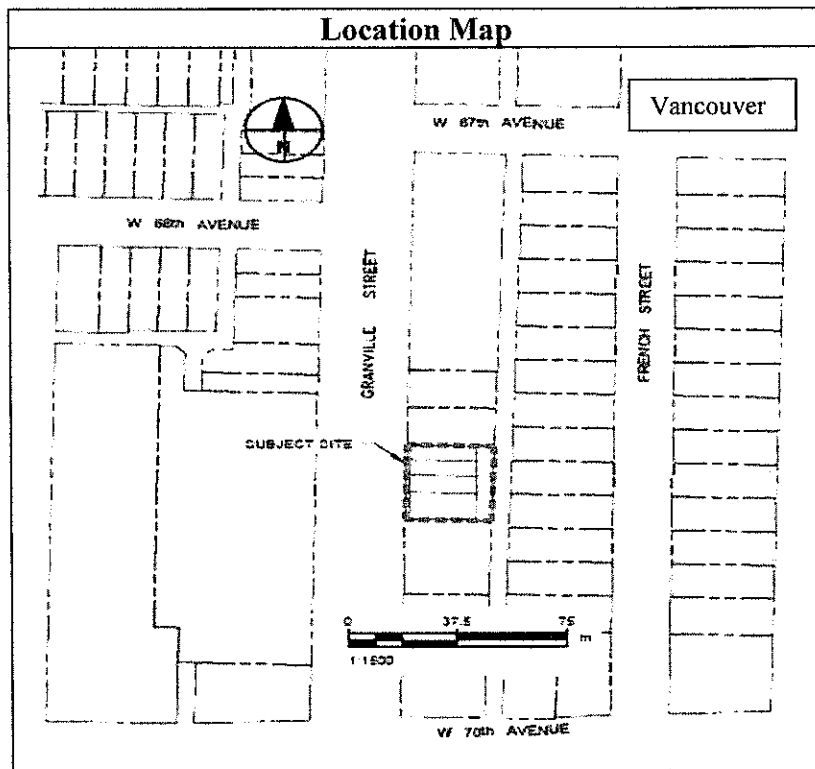 Location Map
Vancouver
W 67th AVENUE
N
W 68th AVENUE
GRANVILLE STREET
FRENCH STREET
SUBJECT SITE
0 37.5 75
m
1:1500
W 70th AVENUE